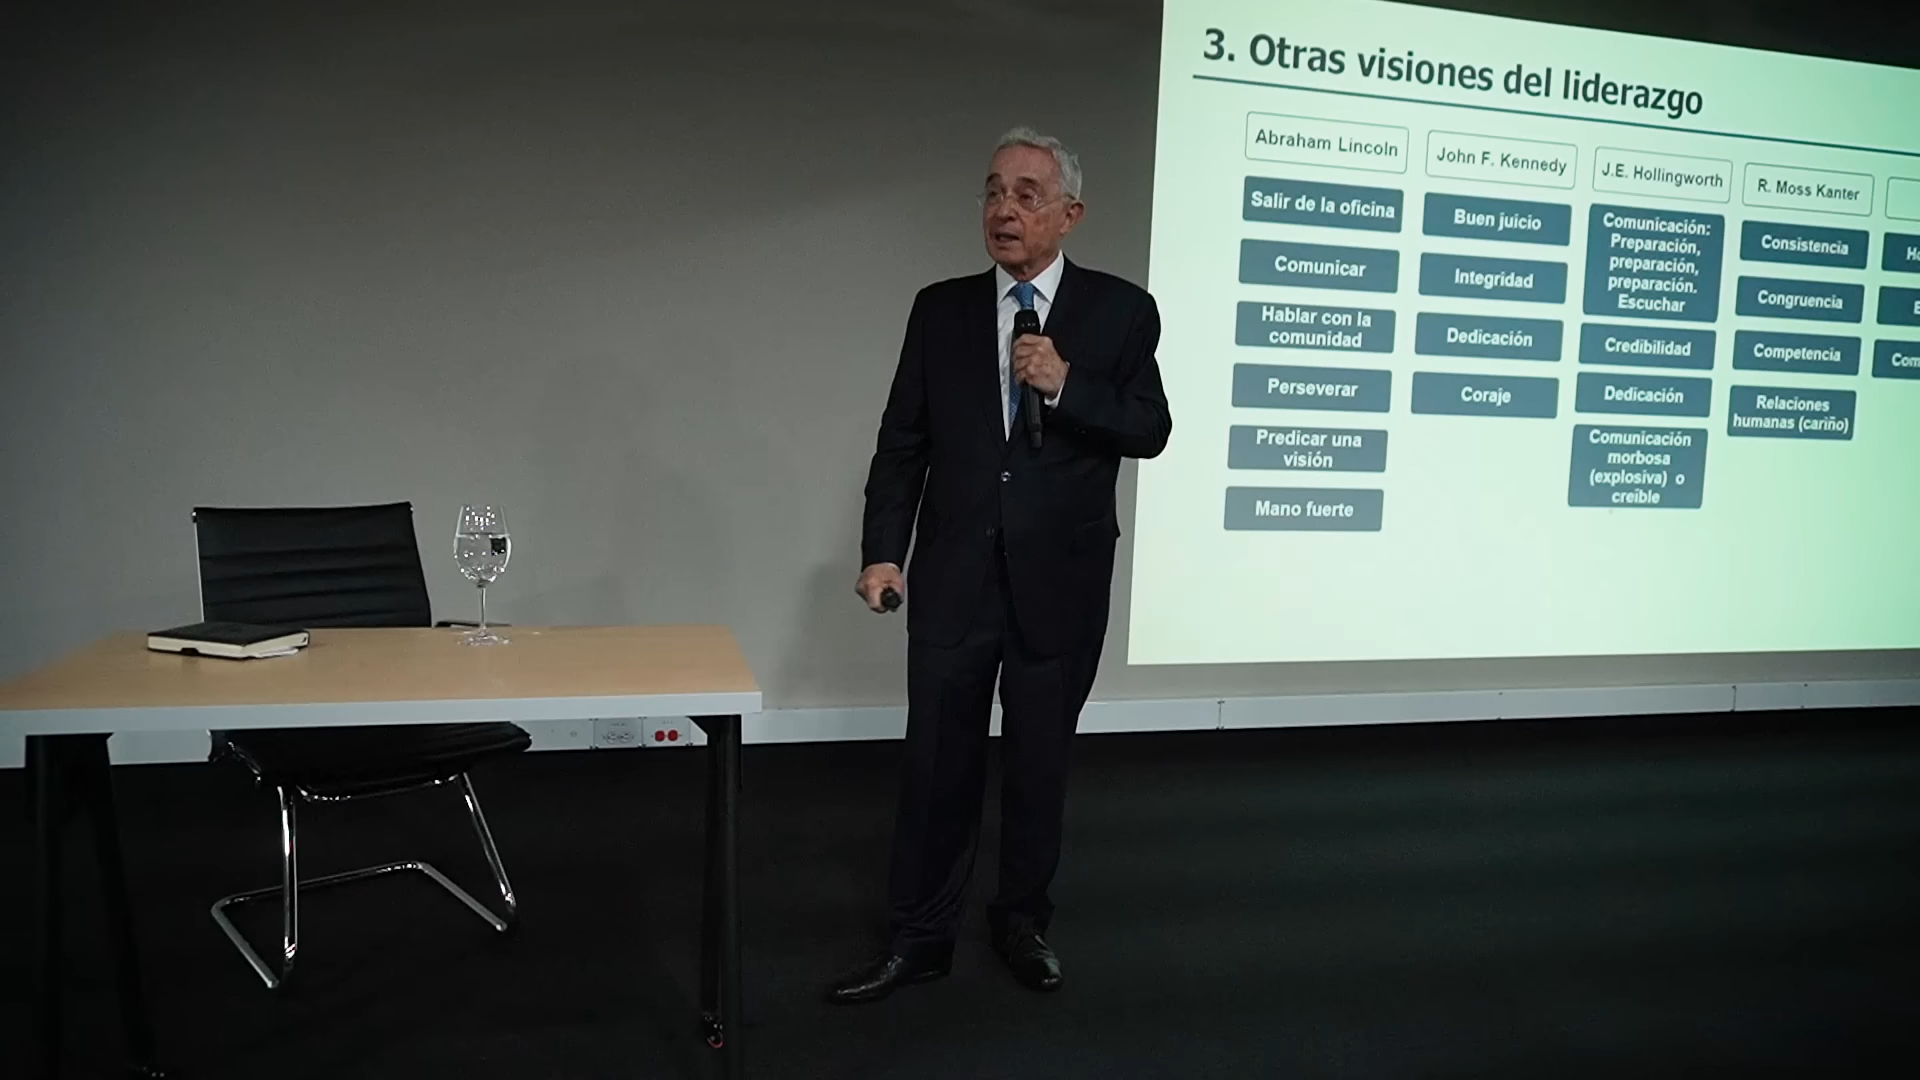 3. Otras visiones del liderazgo
Abraham Lincoln
Salir de la oficina
Comunicar
Hablar con la
comunidad
Perseverar
Predicar una
visión
Mano fuerte
John F. Kennedy
Buen juicio
Integridad
Dedicación
Coraje
J.E. Hollingworth
Comunicación:
Preparación,
preparación,
preparación.
Escuchar
Credibilidad
Dedicación
Comunicación
morbosa
(explosiva) o
creíble
R. Moss Kanter
Consistencia
Congruencia
Competencia
Relaciones
humanas (cariño)